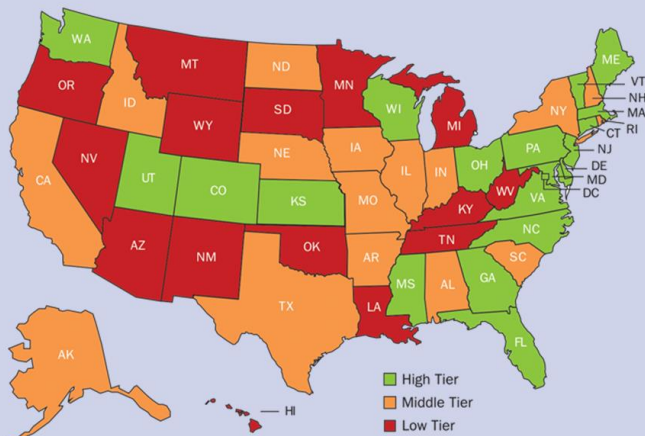 WA
MT
ND
MN
ME
OR
ID
SD
WI
MI
NY
VT
NH
MA
RI
CT
WY
IA
NE
PA
NJ
NV
UT
CO
IL
IN
OH
DE
MD
DC
CA
KS
MO
WV
VA
KY
AZ
NM
OK
TN
NC
AR
SC
TX
LA
MS
AL
GA
FL
AK
HI
High Tier
Middle Tier
Low Tier